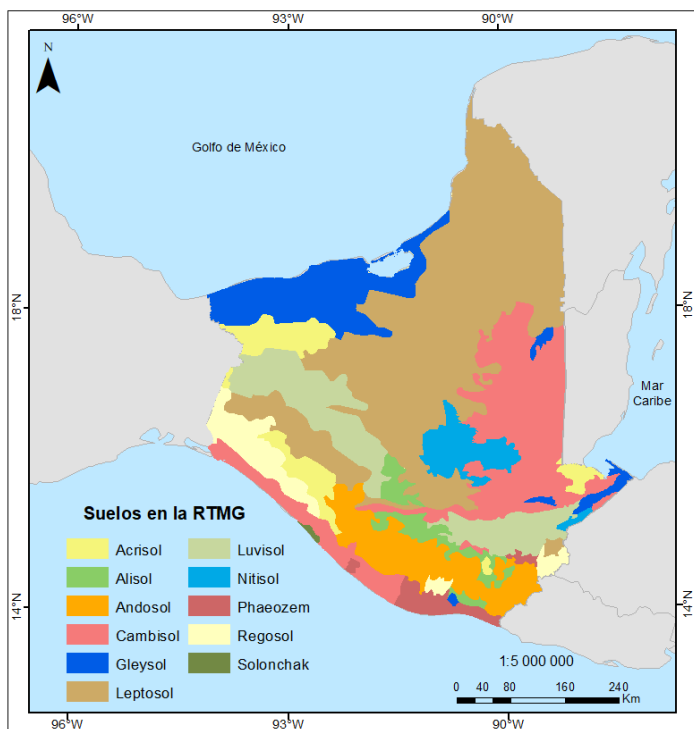 96°W 93°W 90°W
N
Golfo de México
18°N 18°N
Mar
Caribe
Suelos en la RTMG
Acrisol Luvisol
Alisol Nitisol
Andosol Phaeozem
Cambisol Regosol
Gleysol Solonchak
Leptosol
14°N 14°N
1:5 000 000
0 40 80 160 240
Km
96°W 93°W 90°W